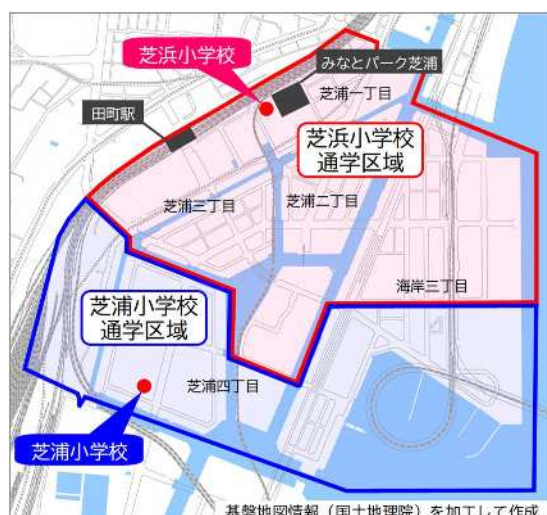 芝浜小学校
みなとパーク芝浦
田町駅
芝浦一丁目
芝浜小学校
通学区域
芝浦三丁目
芝浦二丁目
海岸三丁目
芝浦小学校
通学区域
芝浦四丁目
芝浦小学校
基盤地図情報（国土地理院）を加工して作成